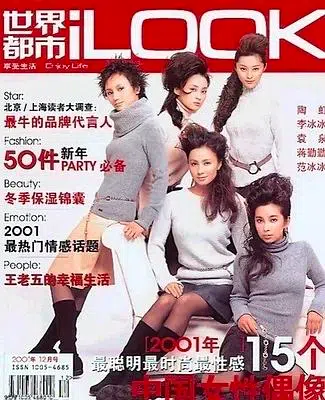 世界
都市
iLOOK
享受生活 Enjoy Life
Star:
北京/上海读者大调查:
最牛的品牌代言人
Fashion:
50件新年
PARTY必备
Beauty:
冬季保湿锦囊
Emotion:
2001
最热门情感话题
People:
王老五的幸福生活
陶虹
李冰冰
袁泉
蒋勤勤
范冰冰
2001年12月号
ISSN 1005-4685
2001年
最聪明最时尚最性感
15个
中国女性偶像